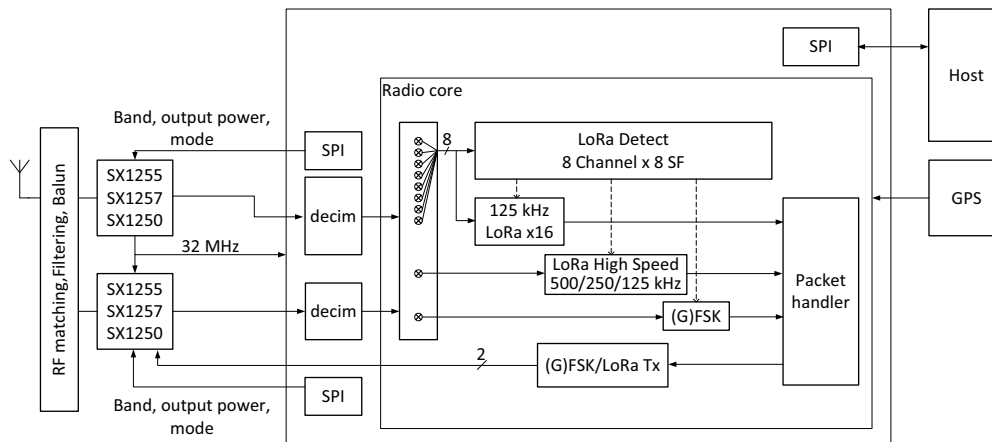 SPI
Host
Radio core
Band, output power,
mode
SPI
8
LoRa Detect
8 Channel x 8 SF
RF matching,Filtering, Balun
SX1255
SX1257
SX1250
decim
125 kHz
LoRa x16
GPS
32 MHz
LoRa High Speed
500/250/125 kHz
Packet
handler
SX1255
SX1257
SX1250
decim
(G)FSK
2
(G)FSK/LoRa Tx
SPI
Band, output power,
mode